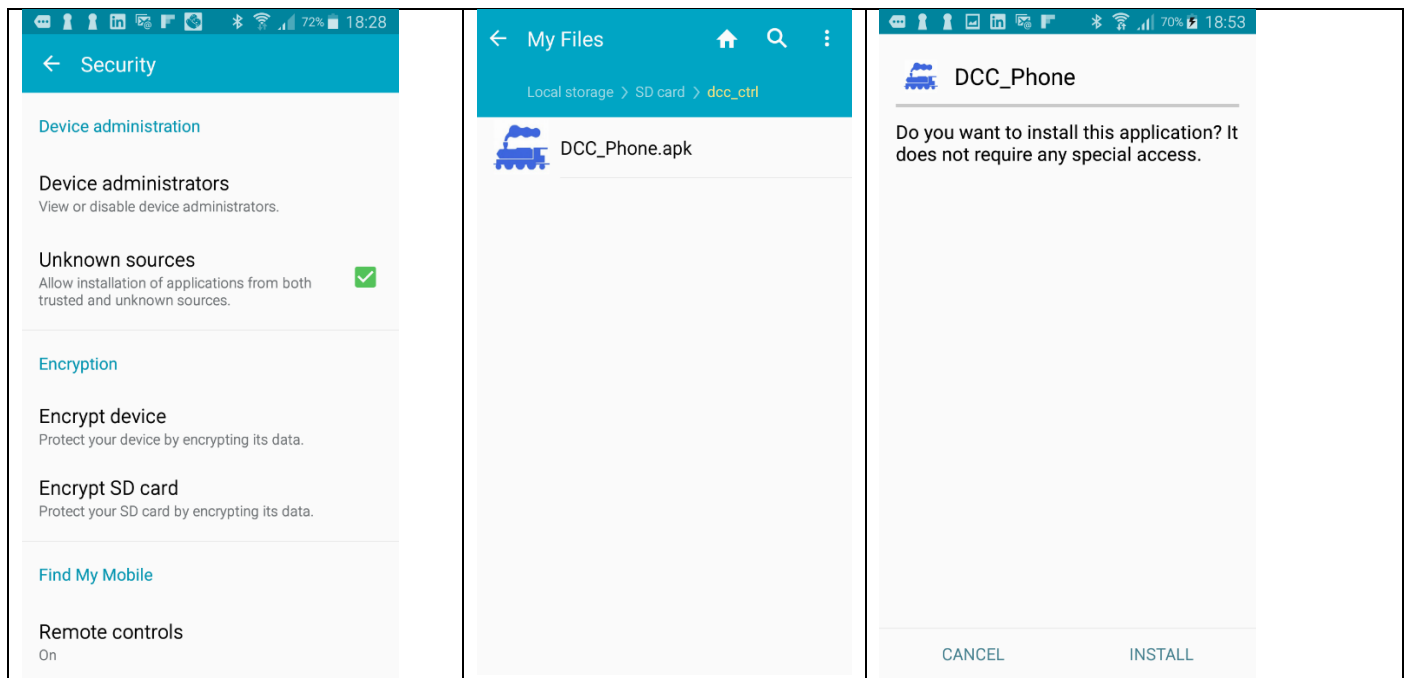 72% 18:28
Security
Device administration
Device administrators
View or disable device administrators.
Unknown sources
Allow installation of applications from both
trusted and unknown sources.
Encryption
Encrypt device
Protect your device by encrypting its data.
Encrypt SD card
Protect your SD card by encrypting its data.
Find My Mobile
Remote controls
On
My Files
Local storage > SD card > dcc_ctrl
DCC_Phone.apk
70% 18:53
DCC_Phone
Do you want to install this application? It
does not require any special access.
CANCEL INSTALL